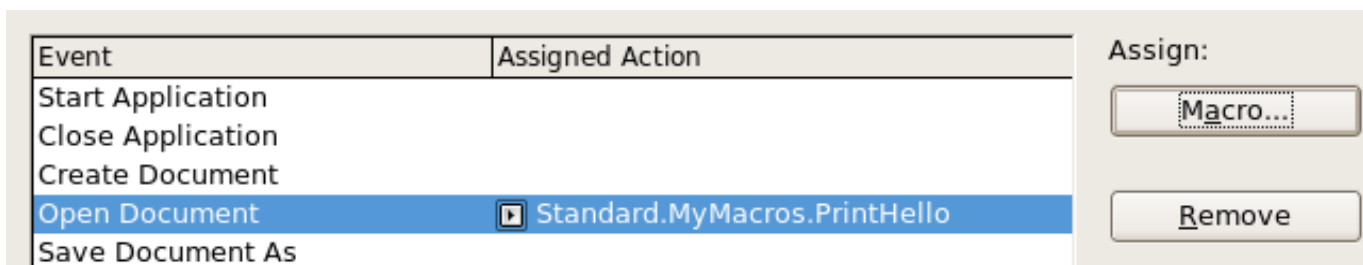 Event Assigned Action
Assign:
Start Application
Macro...
Close Application
Create Document
Open Document Standard.MyMacros.PrintHello
Remove
Save Document As